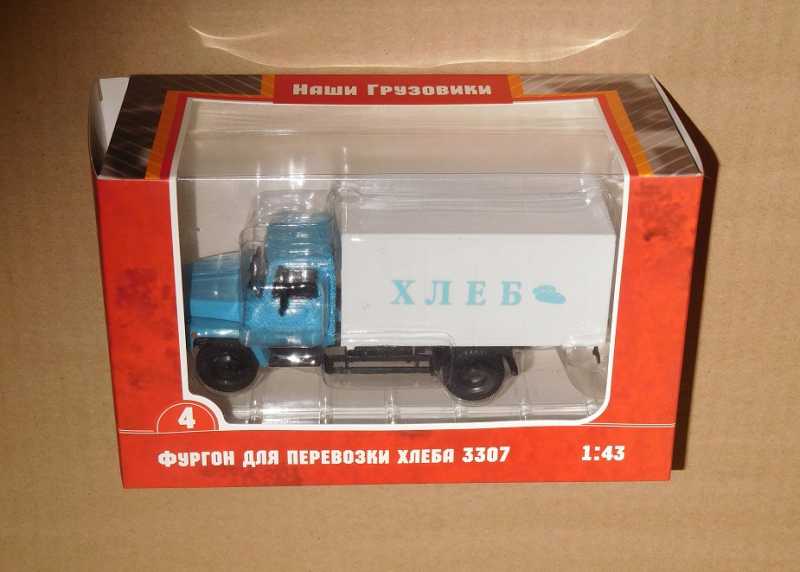 Наши Грузовики
ХЛЕБ
4
ФУРГОН ДЛЯ ПЕРЕВОЗКИ ХЛЕБА 3307
1:43